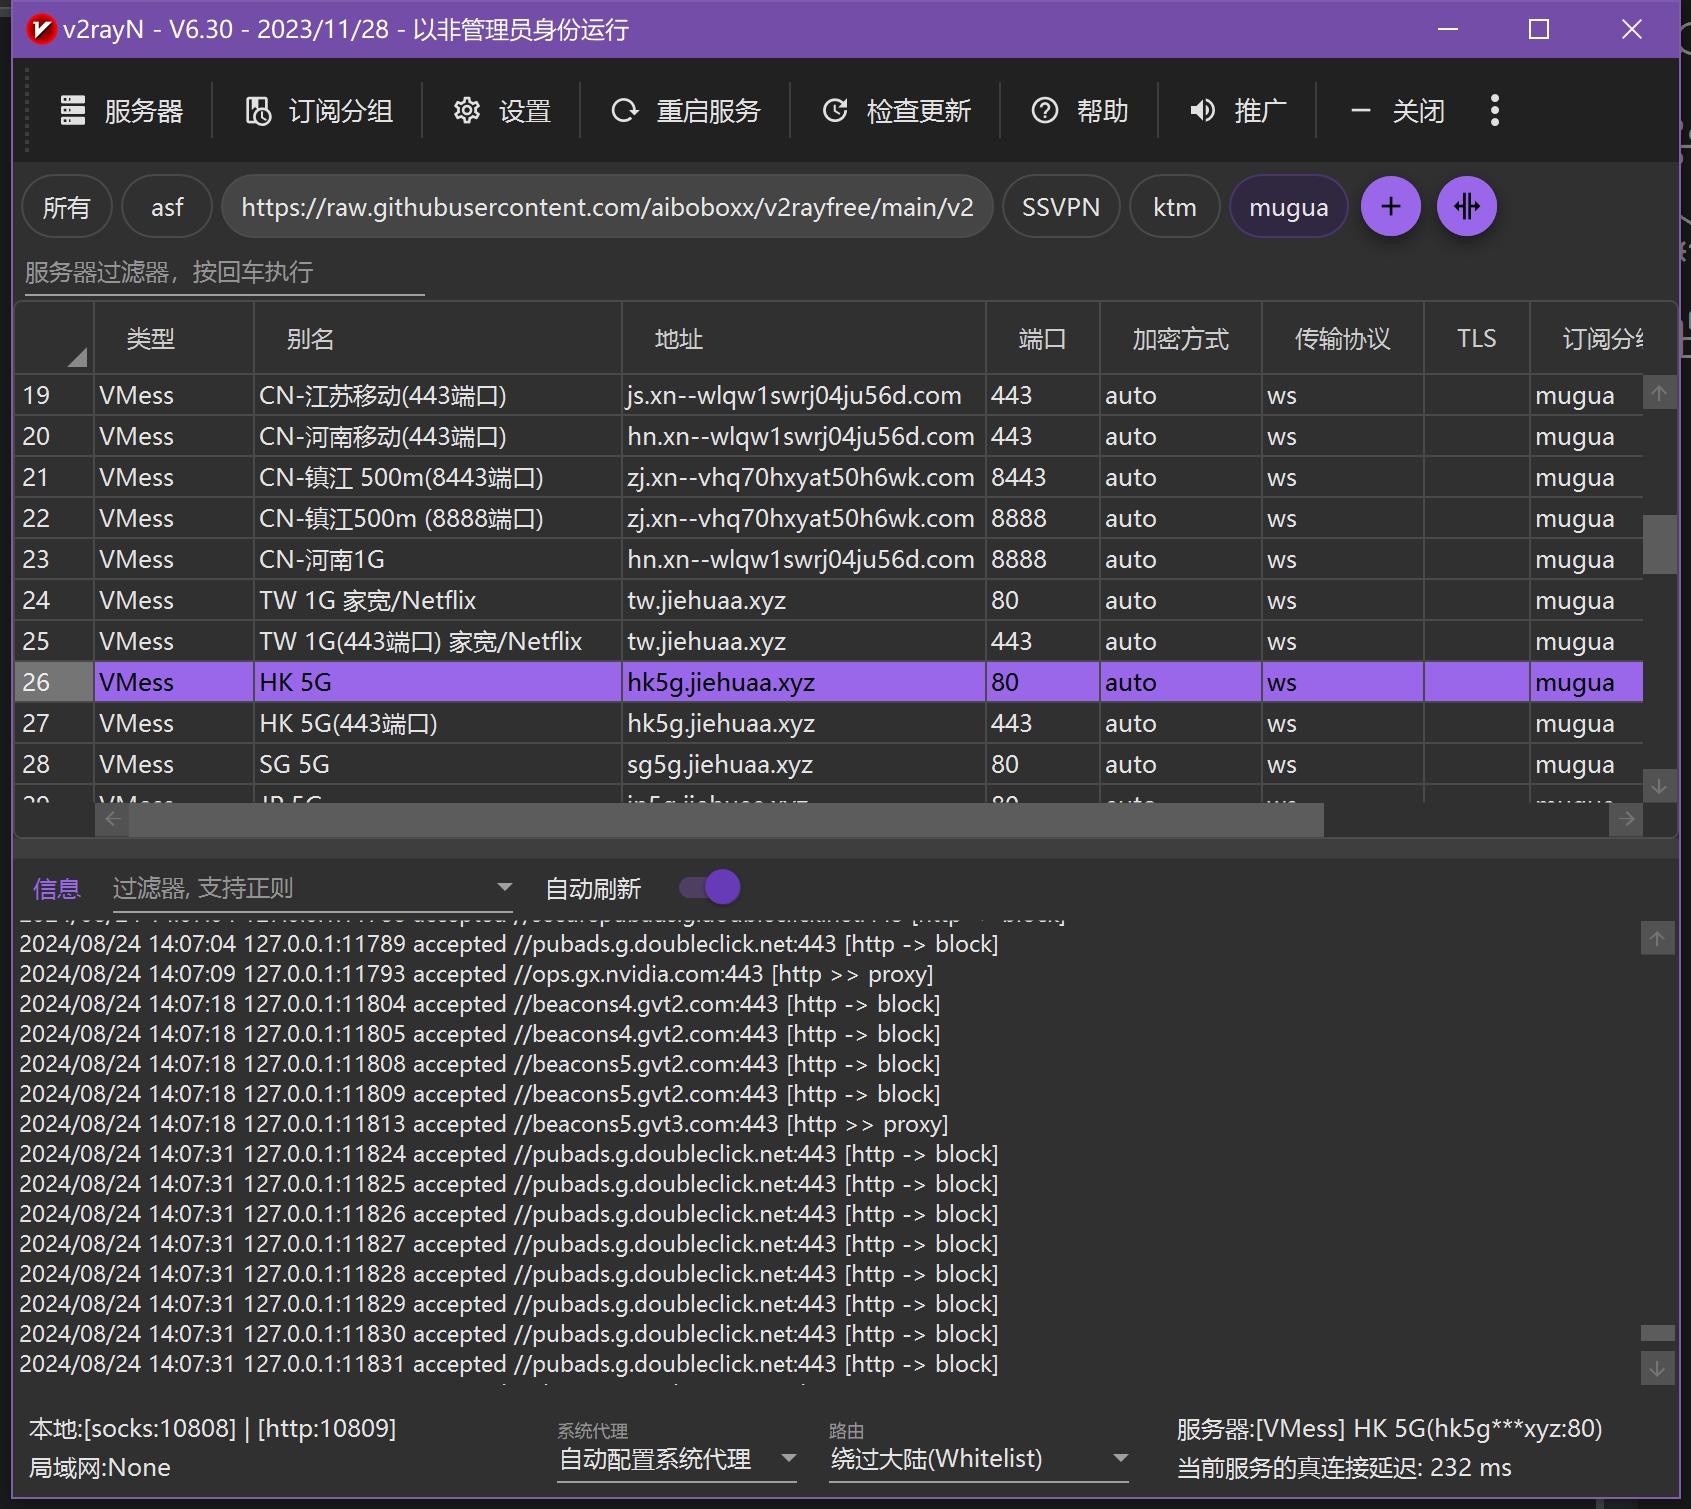 v2rayN - V6.30 - 2023/11/28 - 以非管理员身份运行
服务器 订阅分组 设置 重启服务 检查更新 帮助 推广 关闭
所有 asf https://raw.githubusercontent.com/aiboboxx/v2rayfree/main/v2 SSVPN ktm mugua
服务器过滤器，按回车执行
类型 别名 地址 端口 加密方式 传输协议 TLS 订阅分
19 VMess CN-江苏移动(443端口) js.xn--wlqw1swrj04ju56d.com 443 auto ws mugua
20 VMess CN-河南移动(443端口) hn.xn--wlqw1swrj04ju56d.com 443 auto ws mugua
21 VMess CN-镇江 500m(8443端口) zj.xn--vhq70hxyat50h6wk.com 8443 auto ws mugua
22 VMess CN-镇江500m (8888端口) zj.xn--vhq70hxyat50h6wk.com 8888 auto ws mugua
23 VMess CN-河南1G hn.xn--wlqw1swrj04ju56d.com 8888 auto ws mugua
24 VMess TW 1G 家宽/Netflix tw.jiehuaa.xyz 80 auto ws mugua
25 VMess TW 1G(443端口) 家宽/Netflix tw.jiehuaa.xyz 443 auto ws mugua
26 VMess HK 5G hk5g.jiehuaa.xyz 80 auto ws mugua
27 VMess HK 5G(443端口) hk5g.jiehuaa.xyz 443 auto ws mugua
28 VMess SG 5G sg5g.jiehuaa.xyz 80 auto ws mugua
信息 过滤器, 支持正则 自动刷新
2024/08/24 14:07:04 127.0.0.1:11789 accepted //pubads.g.doubleclick.net:443 [http -> block]
2024/08/24 14:07:09 127.0.0.1:11793 accepted //ops.gx.nvidia.com:443 [http >> proxy]
2024/08/24 14:07:18 127.0.0.1:11804 accepted //beacons4.gvt2.com:443 [http -> block]
2024/08/24 14:07:18 127.0.0.1:11805 accepted //beacons4.gvt2.com:443 [http -> block]
2024/08/24 14:07:18 127.0.0.1:11808 accepted //beacons5.gvt2.com:443 [http -> block]
2024/08/24 14:07:18 127.0.0.1:11809 accepted //beacons5.gvt2.com:443 [http -> block]
2024/08/24 14:07:18 127.0.0.1:11813 accepted //beacons5.gvt3.com:443 [http >> proxy]
2024/08/24 14:07:31 127.0.0.1:11824 accepted //pubads.g.doubleclick.net:443 [http -> block]
2024/08/24 14:07:31 127.0.0.1:11825 accepted //pubads.g.doubleclick.net:443 [http -> block]
2024/08/24 14:07:31 127.0.0.1:11826 accepted //pubads.g.doubleclick.net:443 [http -> block]
2024/08/24 14:07:31 127.0.0.1:11827 accepted //pubads.g.doubleclick.net:443 [http -> block]
2024/08/24 14:07:31 127.0.0.1:11828 accepted //pubads.g.doubleclick.net:443 [http -> block]
2024/08/24 14:07:31 127.0.0.1:11829 accepted //pubads.g.doubleclick.net:443 [http -> block]
2024/08/24 14:07:31 127.0.0.1:11830 accepted //pubads.g.doubleclick.net:443 [http -> block]
2024/08/24 14:07:31 127.0.0.1:11831 accepted //pubads.g.doubleclick.net:443 [http -> block]
本地:[socks:10808] | [http:10809]
局域网:None
系统代理
自动配置系统代理
路由
绕过大陆(Whitelist)
服务器:[VMess] HK 5G(hk5g***xyz:80)
当前服务的真连接延迟: 232 ms